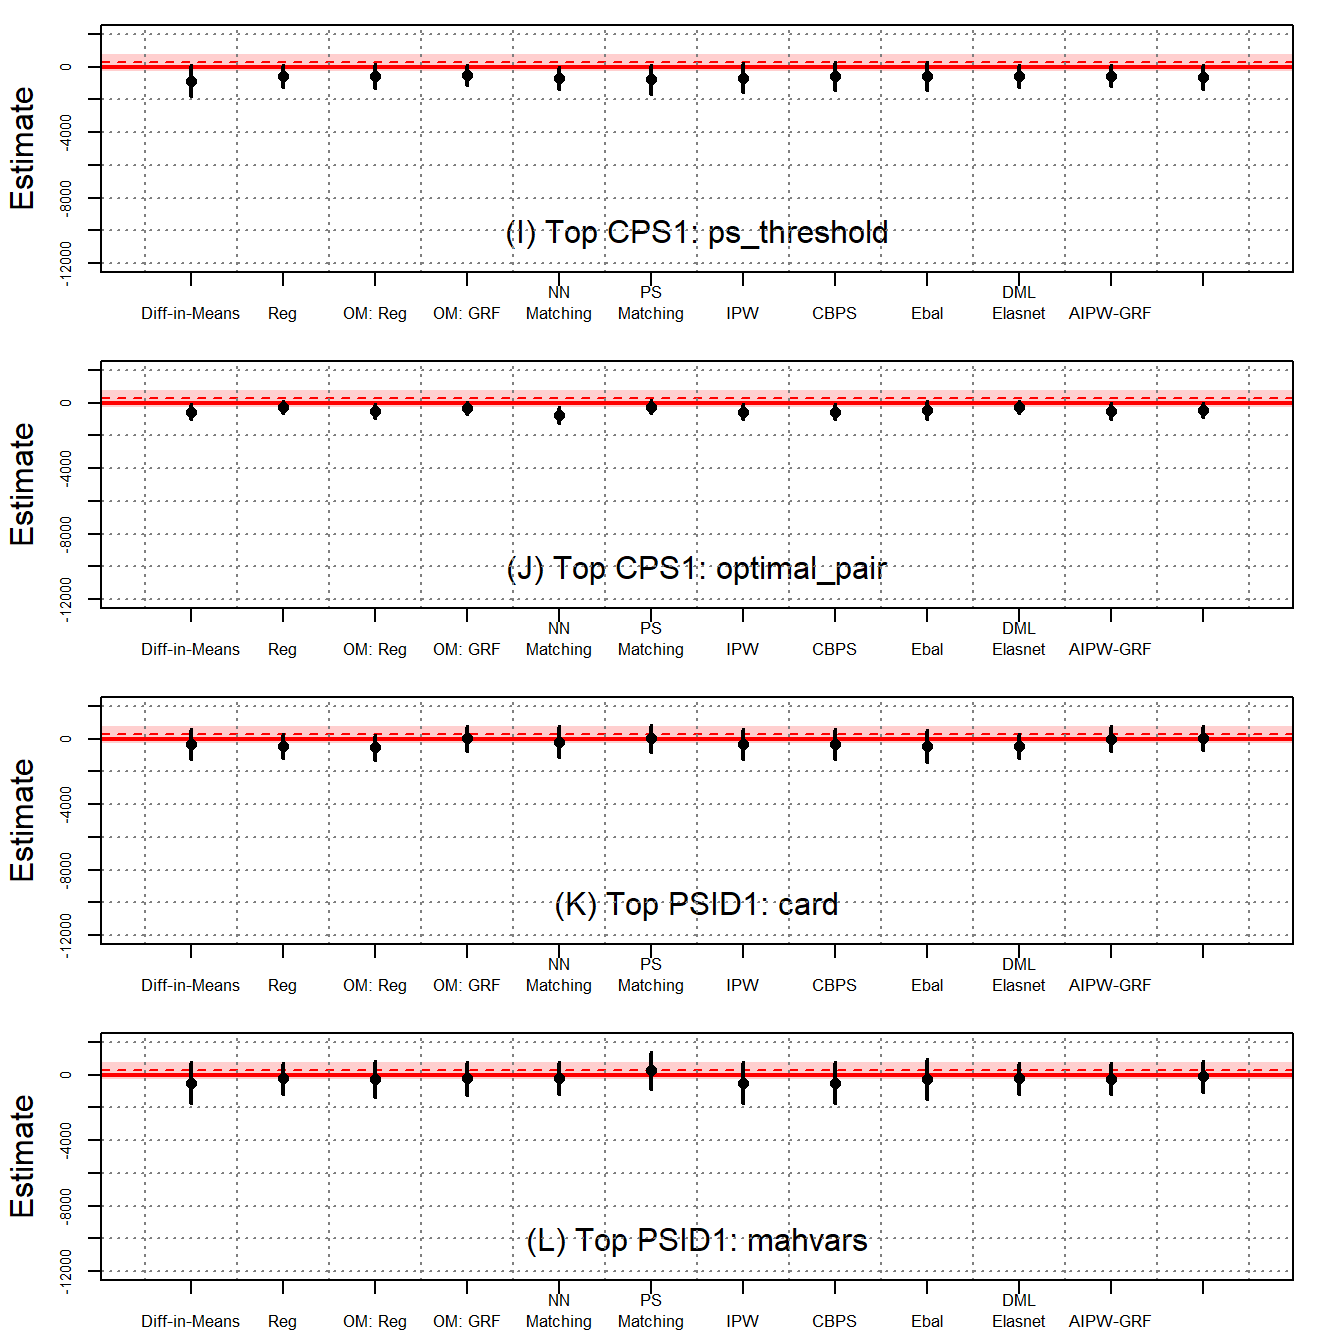 Estimate
0
-4000
-8000
-12000
(I) Top CPS1: ps_threshold
NN PS DML
Diff-in-Means Reg OM: Reg OM: GRF Matching Matching IPW CBPS Ebal Elasnet AIPW-GRF
Estimate
0
-4000
-8000
-12000
(J) Top CPS1: optimal_pair
NN PS DML
Diff-in-Means Reg OM: Reg OM: GRF Matching Matching IPW CBPS Ebal Elasnet AIPW-GRF
Estimate
0
-4000
-8000
-12000
(K) Top PSID1: card
NN PS DML
Diff-in-Means Reg OM: Reg OM: GRF Matching Matching IPW CBPS Ebal Elasnet AIPW-GRF
Estimate
0
-4000
-8000
-12000
(L) Top PSID1: mahvars
NN PS DML
Diff-in-Means Reg OM: Reg OM: GRF Matching Matching IPW CBPS Ebal Elasnet AIPW-GRF